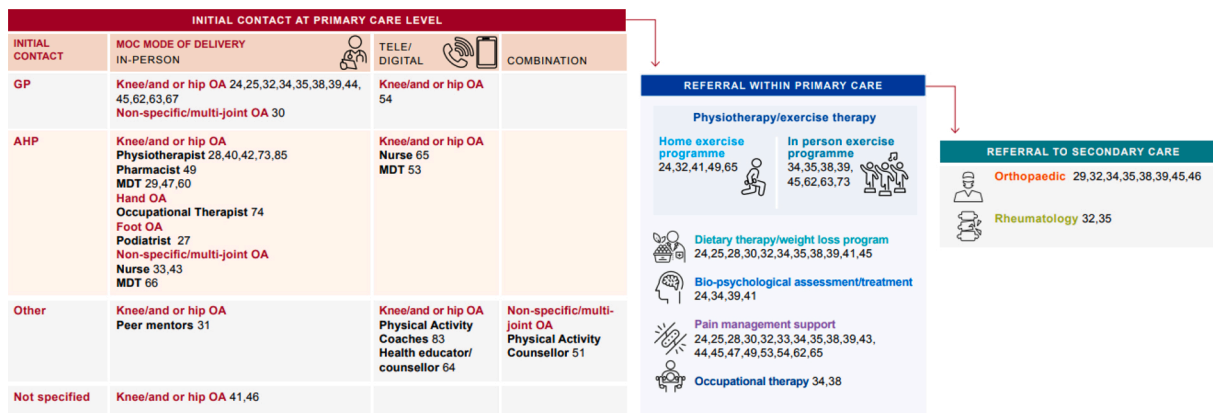 INITIAL CONTACT AT PRIMARY CARE LEVEL
INITIAL CONTACT
MOC MODE OF DELIVERY
IN-PERSON
TELE/
DIGITAL
COMBINATION
GP
Knee/and or hip OA 24,25,32,34,35,38,39,44,
45,62,63,67
Non-specific/multi-joint OA 30
Knee/and or hip OA
54
AHP
Knee/and or hip OA
Physiotherapist 28,40,42,73,85
Pharmacist 49
MDT 29,47,60
Hand OA
Occupational Therapist 74
Foot OA
Podiatrist 27
Non-specific/multi-joint OA
Nurse 33,43
MDT 66
Knee/and or hip OA
Nurse 65
MDT 53
Other
Knee/and or hip OA
Peer mentors 31
Knee/and or hip OA
Physical Activity
Coaches 83
Health educator/
counsellor 64
Non-specific/multi-
joint OA
Physical Activity
Counsellor 51
Not specified
Knee/and or hip OA 41,46
REFERRAL WITHIN PRIMARY CARE
Physiotherapy/exercise therapy
Home exercise
programme
24,32,41,49,65
In person exercise
programme
34,35,38,39,
45,62,63,73
Dietary therapy/weight loss program
24,25,28,30,32,34,35,38,39,41,45
Bio-psychological assessment/treatment
24,34,39,41
Pain management support
24,25,28,30,32,33,34,35,38,39,43,
44,45,47,49,53,54,62,65
Occupational therapy 34,38
REFERRAL TO SECONDARY CARE
Orthopaedic 29,32,34,35,38,39,45,46
Rheumatology 32,35